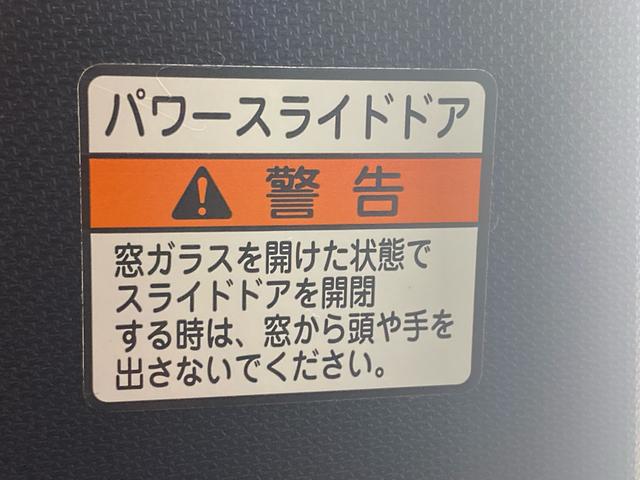 パワースライドドア
警告
窓ガラスを開けた状態で
スライドドアを開閉
する時は、窓から頭や手を
出さないでください。